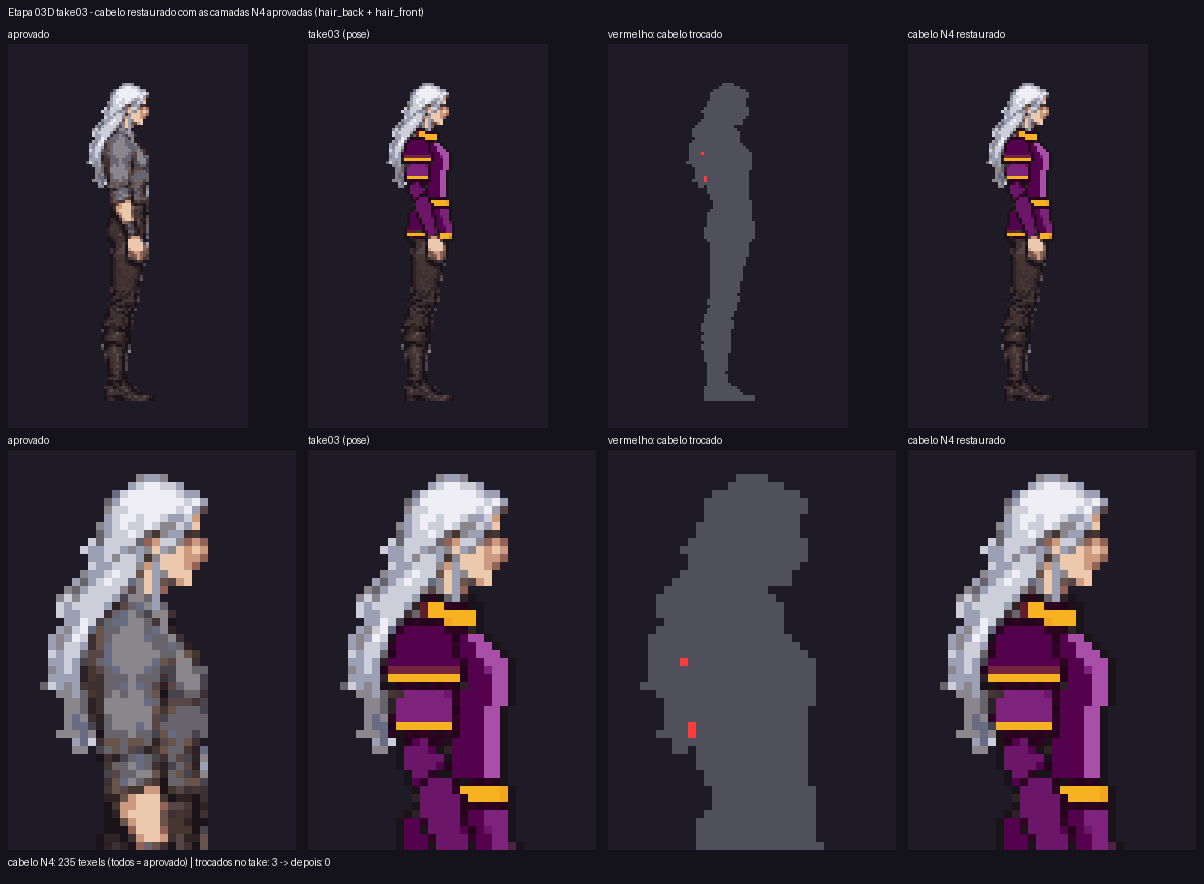 Etapa 03D take03 - cabelo restaurado com as camadas N4 aprovadas (hair_back + hair_front)
aprovado
take03 (pose)
vermelho: cabelo trocado
cabelo N4 restaurado
aprovado
take03 (pose)
vermelho: cabelo trocado
cabelo N4 restaurado
cabelo N4: 235 texels (todos = aprovado) | trocados no take: 3 -> depois: 0